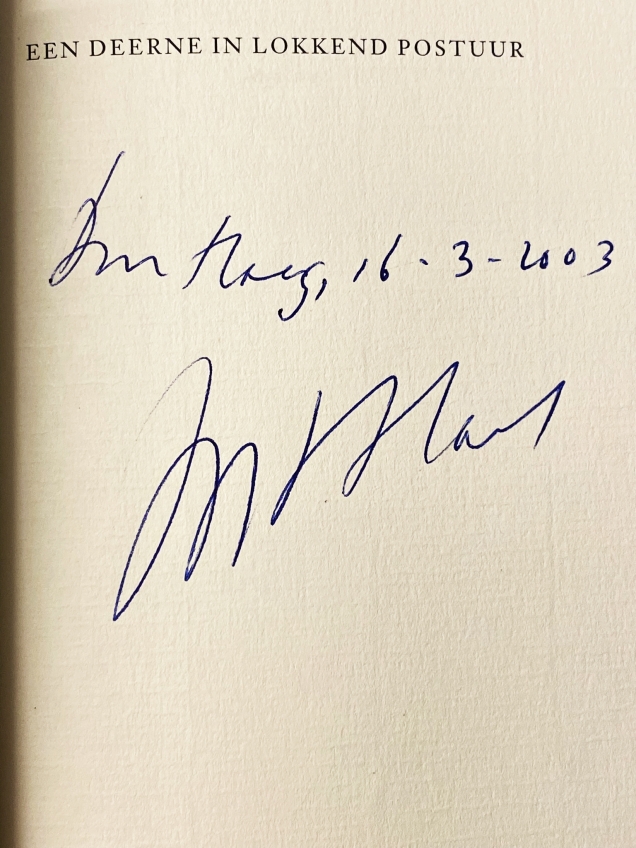 EEN DEERNE IN LOKKEND POSTUUR
Den Haag, 16-3-2003